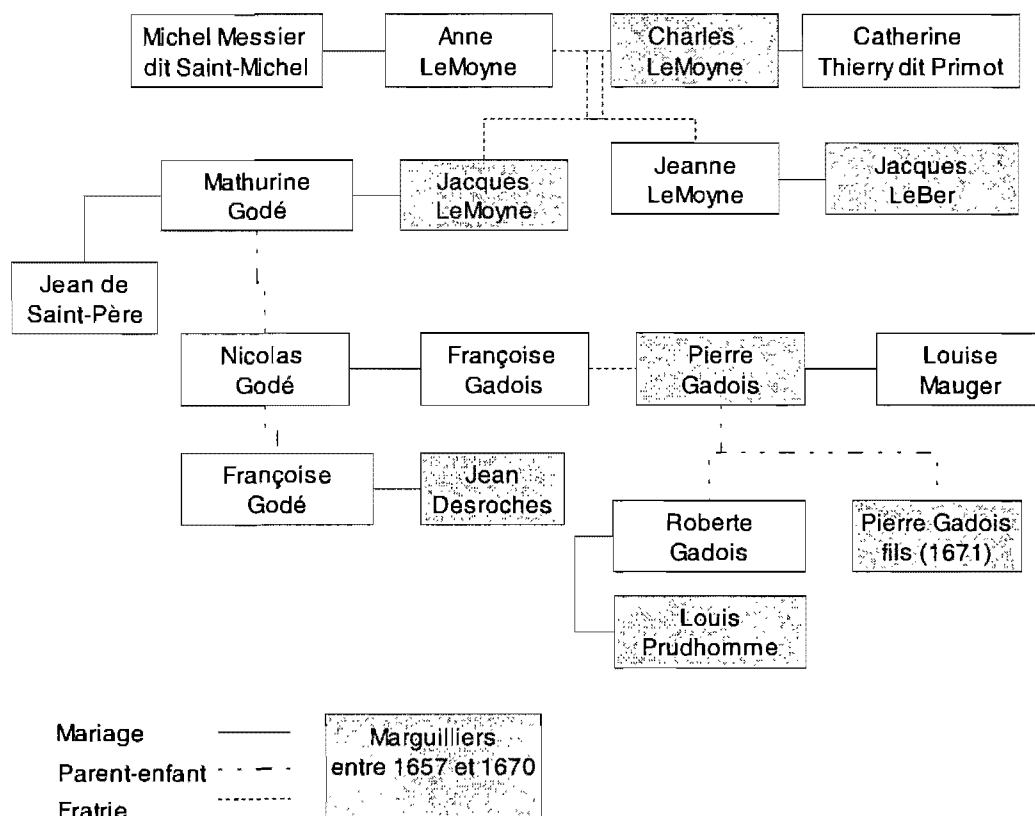 Michel Messier
dit Saint-Michel
Anne
LeMoyne
Charles
LeMoyne
Catherine
Thierry dit Primot
Mathurine
Godé
Jacques
LeMoyne
Jeanne
LeMoyne
Jacques
LeBer
Jean de
Saint-Père
Nicolas
Godé
Françoise
Gadois
Pierre
Gadois
Louise
Mauger
Françoise
Godé
Jean
Desroches
Roberte
Gadois
Pierre Gadois
fils (1671)
Louis
Prudhomme
Mariage
Parent-enfant
Fratrie
Marguilliers
entre 1657 et 1670